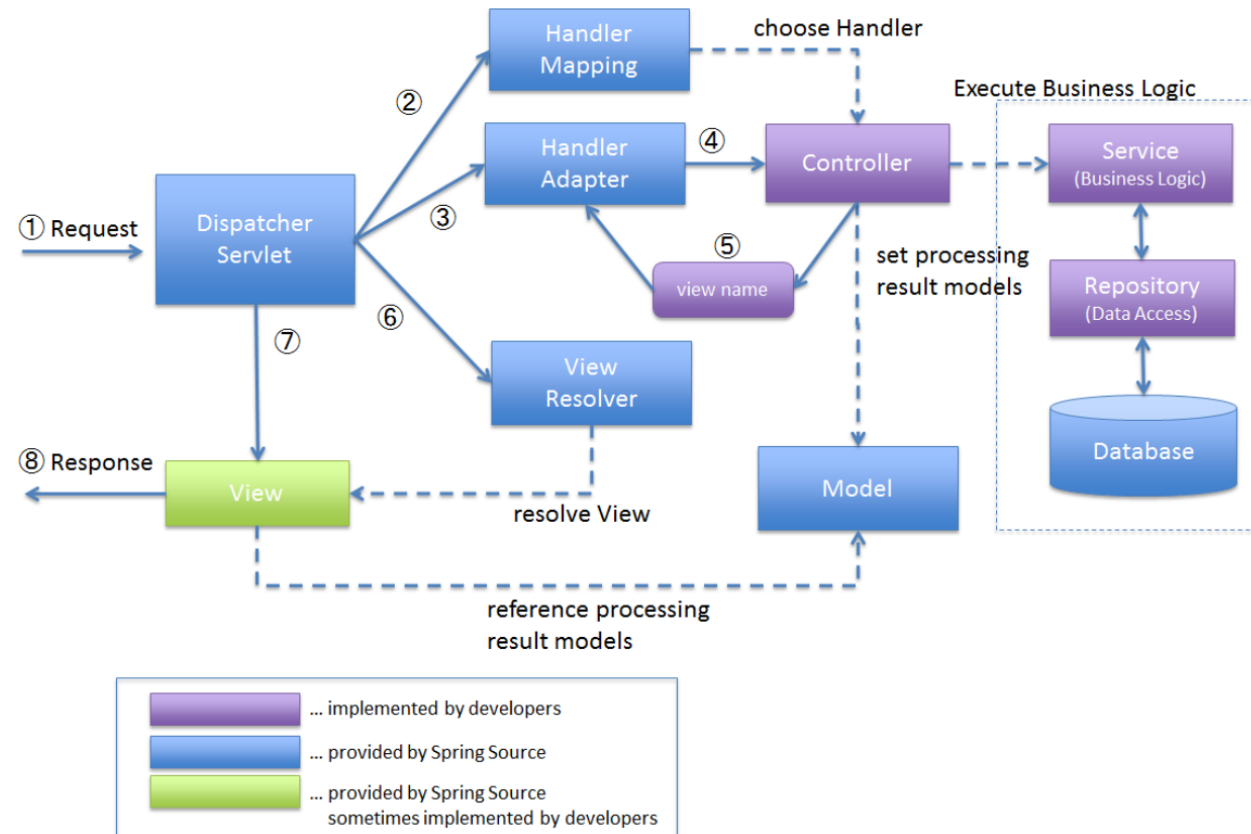 Handler
Mapping
choose Handler
②
Execute Business Logic
Handler
Adapter
④
Controller
Service
(Business Logic)
① Request
Dispatcher
Servlet
③
⑤
view name
set processing
result models
Repository
(Data Access)
⑥
⑦
View
Resolver
Database
⑧ Response
View
resolve View
Model
reference processing
result models
... implemented by developers
... provided by Spring Source
... provided by Spring Source
sometimes implemented by developers